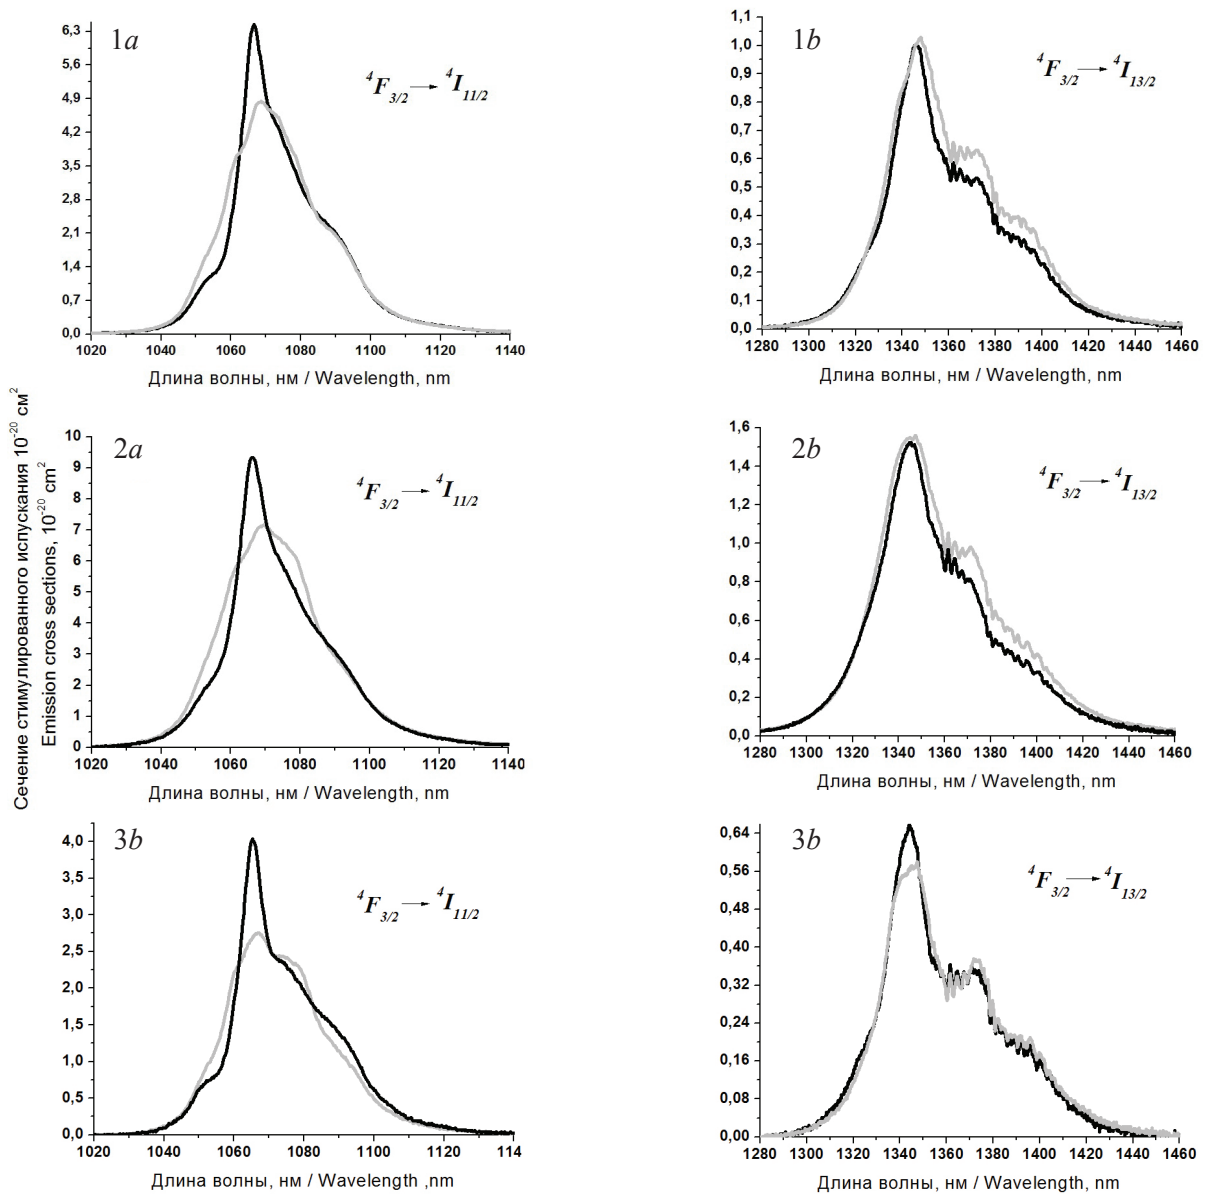 1a
6,3
5,6
4,9
4,2
3,5
2,8
2,1
1,4
0,7
0,0
⁴F₃/₂ → ⁴I₁₁/₂
1020 1040 1060 1080 1100 1120 1140
Длина волны, нм / Wavelength, nm
1b
1,1
1,0
0,9
0,8
0,7
0,6
0,5
0,4
0,3
0,2
0,1
0,0
⁴F₃/₂ → ⁴I₁₃/₂
1280 1300 1320 1340 1360 1380 1400 1420 1440 1460
Длина волны, нм / Wavelength, nm
Сечение стимулированного испускания 10⁻²⁰ см²
Emission cross sections, 10⁻²⁰ cm²
2a
10
9
8
7
6
5
4
3
2
1
0
⁴F₃/₂ → ⁴I₁₁/₂
1020 1040 1060 1080 1100 1120 1140
Длина волны, нм / Wavelength, nm
2b
1,6
1,4
1,2
1,0
0,8
0,6
0,4
0,2
0,0
⁴F₃/₂ → ⁴I₁₃/₂
1280 1300 1320 1340 1360 1380 1400 1420 1440 1460
Длина волны, нм / Wavelength, nm
3b
4,0
3,5
3,0
2,5
2,0
1,5
1,0
0,5
0,0
⁴F₃/₂ → ⁴I₁₁/₂
1020 1040 1060 1080 1100 1120 114
Длина волны, нм / Wavelength ,nm
3b
0,64
0,56
0,48
0,40
0,32
0,24
0,16
0,08
0,00
⁴F₃/₂ → ⁴I₁₃/₂
1280 1300 1320 1340 1360 1380 1400 1420 1440 1460
Длина волны, нм / Wavelength, nm